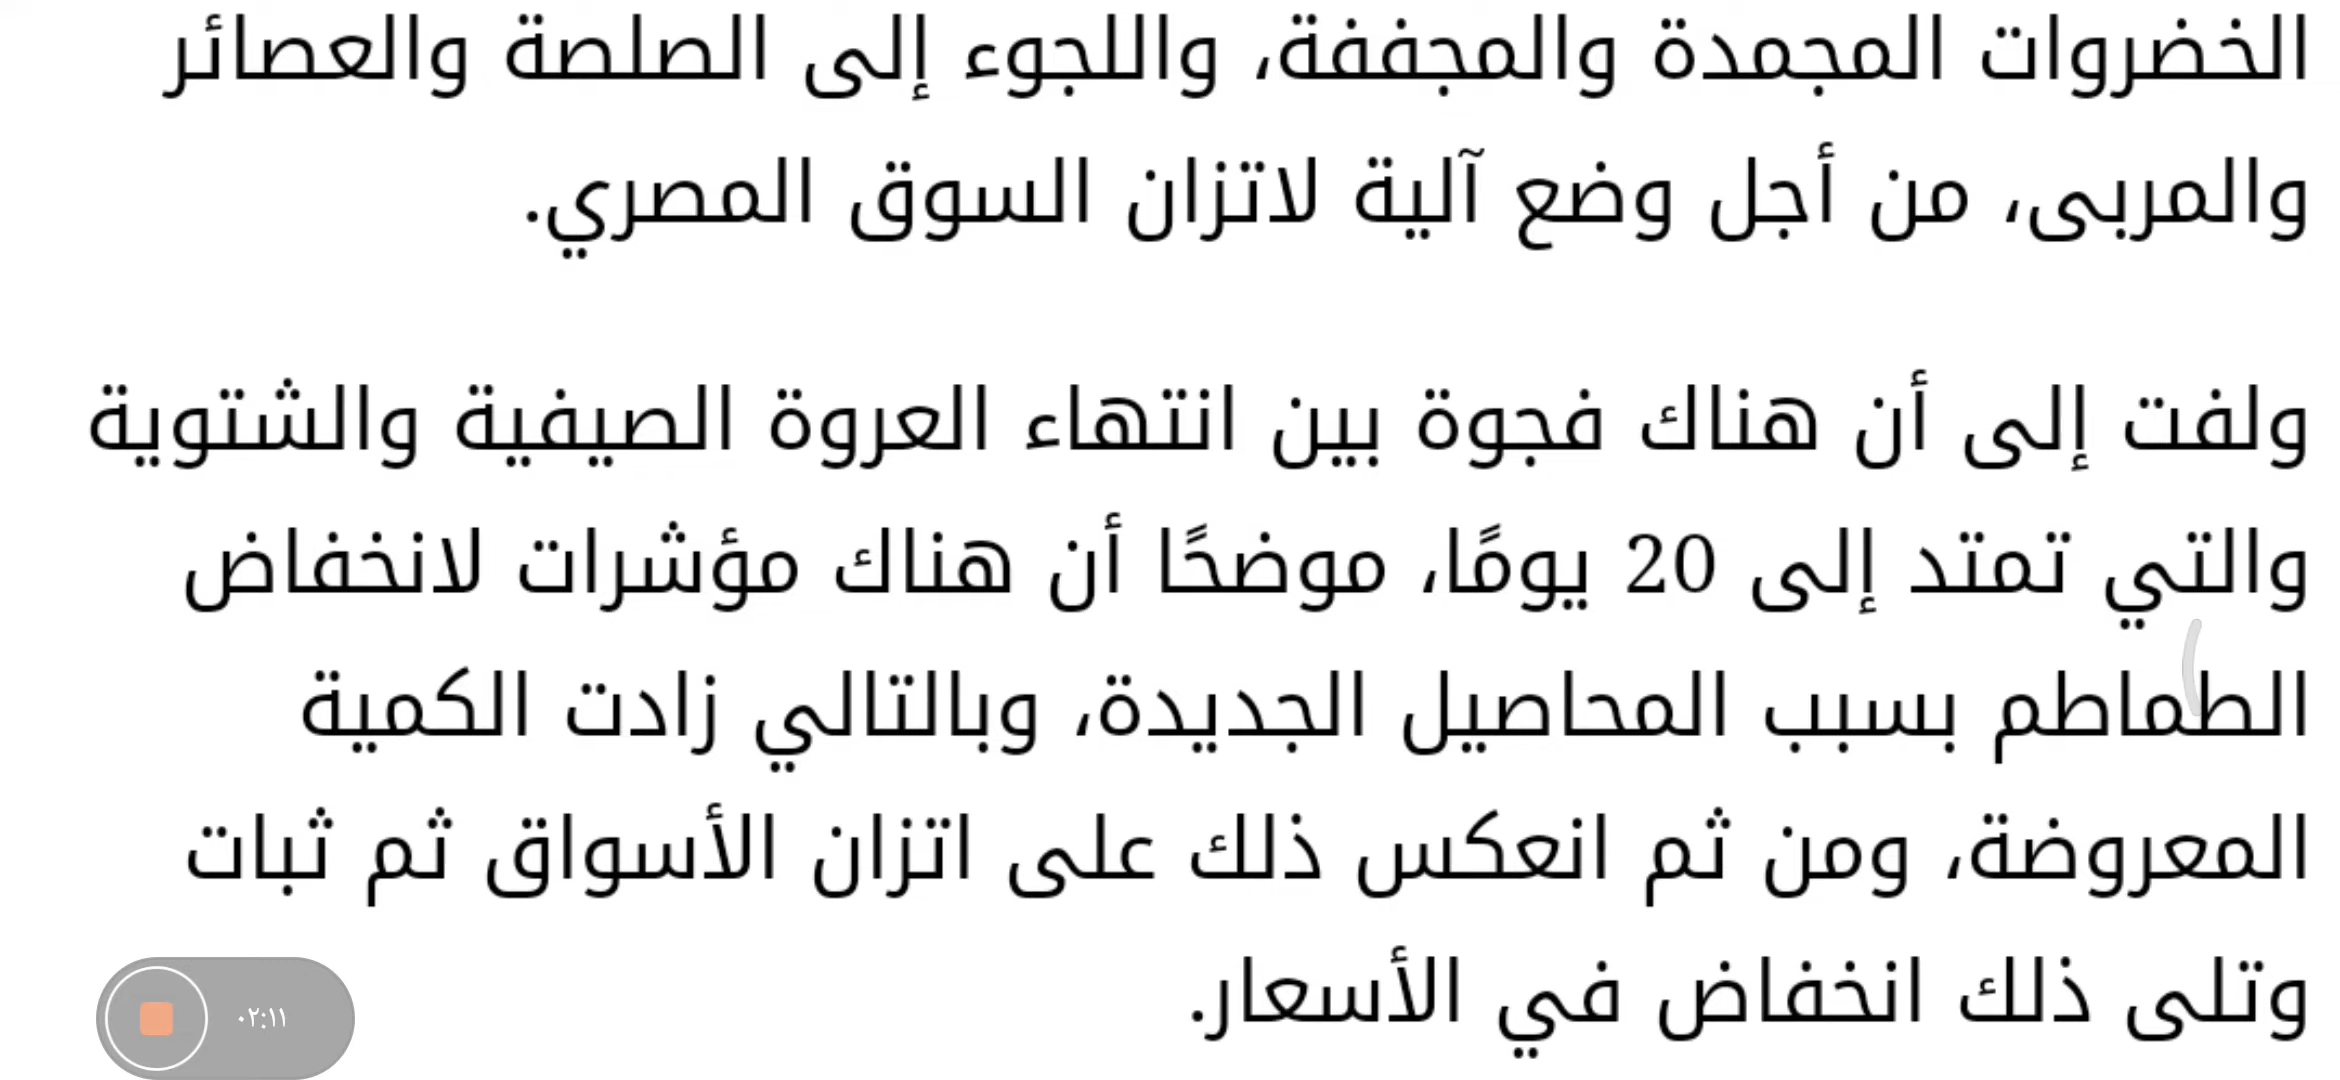 الخضروات المجمدة والمجففة، واللجوء إلى الصلصة والعصائر
والمربى، من أجل وضع آلية لاتزان السوق المصري.
ولفت إلى أن هناك فجوة بين انتهاء العروة الصيفية والشتوية
والتي تمتد إلى 20 يومًا، موضحًا أن هناك مؤشرات لانخفاض
الطماطم بسبب المحاصيل الجديدة، وبالتالي زادت الكمية
المعروضة، ومن ثم انعكس ذلك على اتزان الأسواق ثم ثبات
وتلى ذلك انخفاض في الأسعار.
٠٢:١١